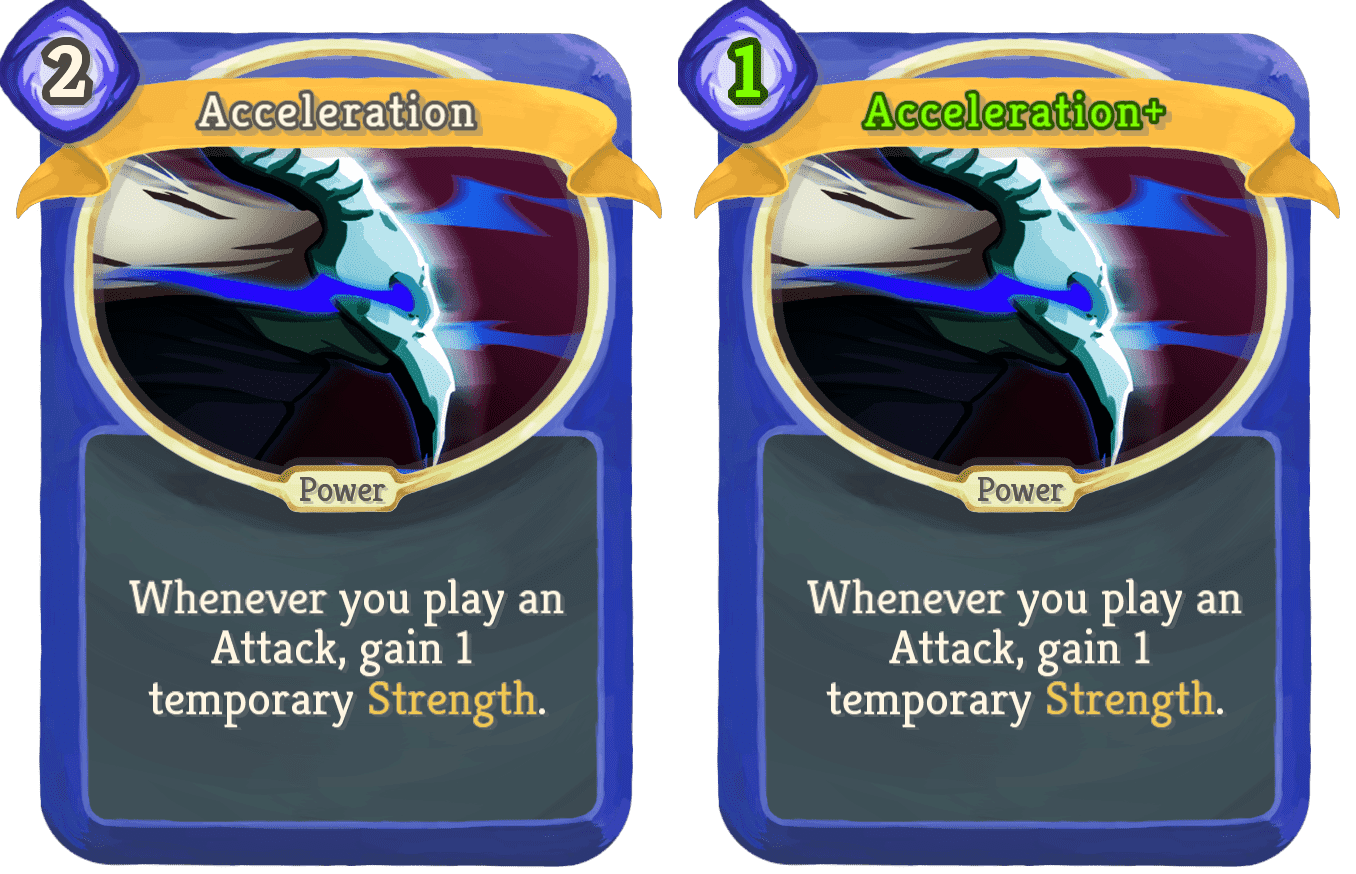 2
Acceleration
Power
Whenever you play an
Attack, gain 1
temporary Strength.
1
Acceleration+
Power
Whenever you play an
Attack, gain 1
temporary Strength.